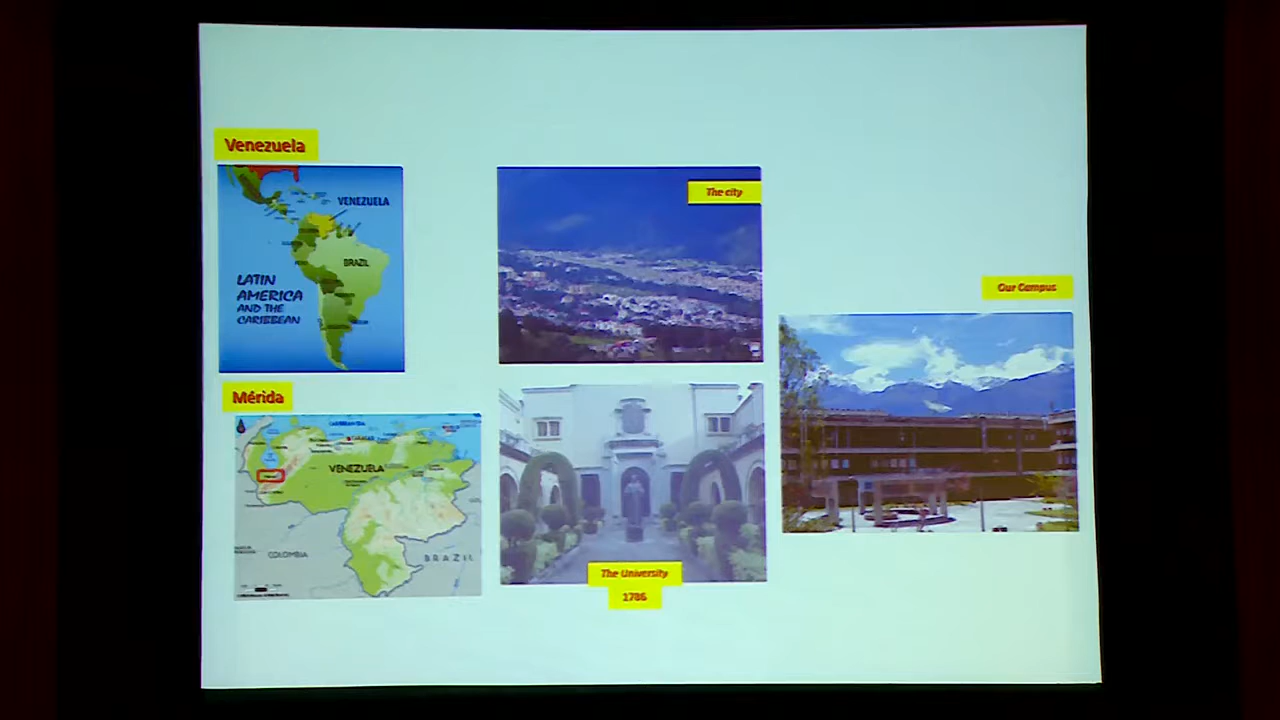 Venezuela
VENEZUELA
BRAZIL
LATIN
AMERICA
AND THE
CARIBBEAN
Mérida
VENEZUELA
COLOMBIA
BRAZIL
The city
The University
1786
Our Campus